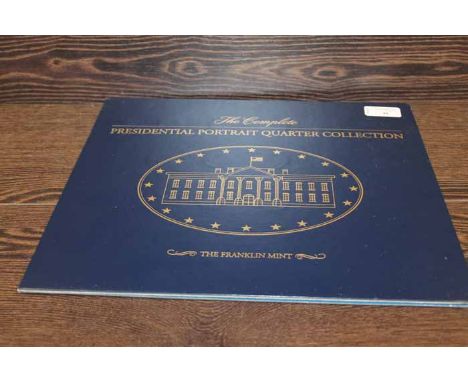 The Complete
PRESIDENTIAL PORTRAIT QUARTER COLLECTION
THE FRANKLIN MINT